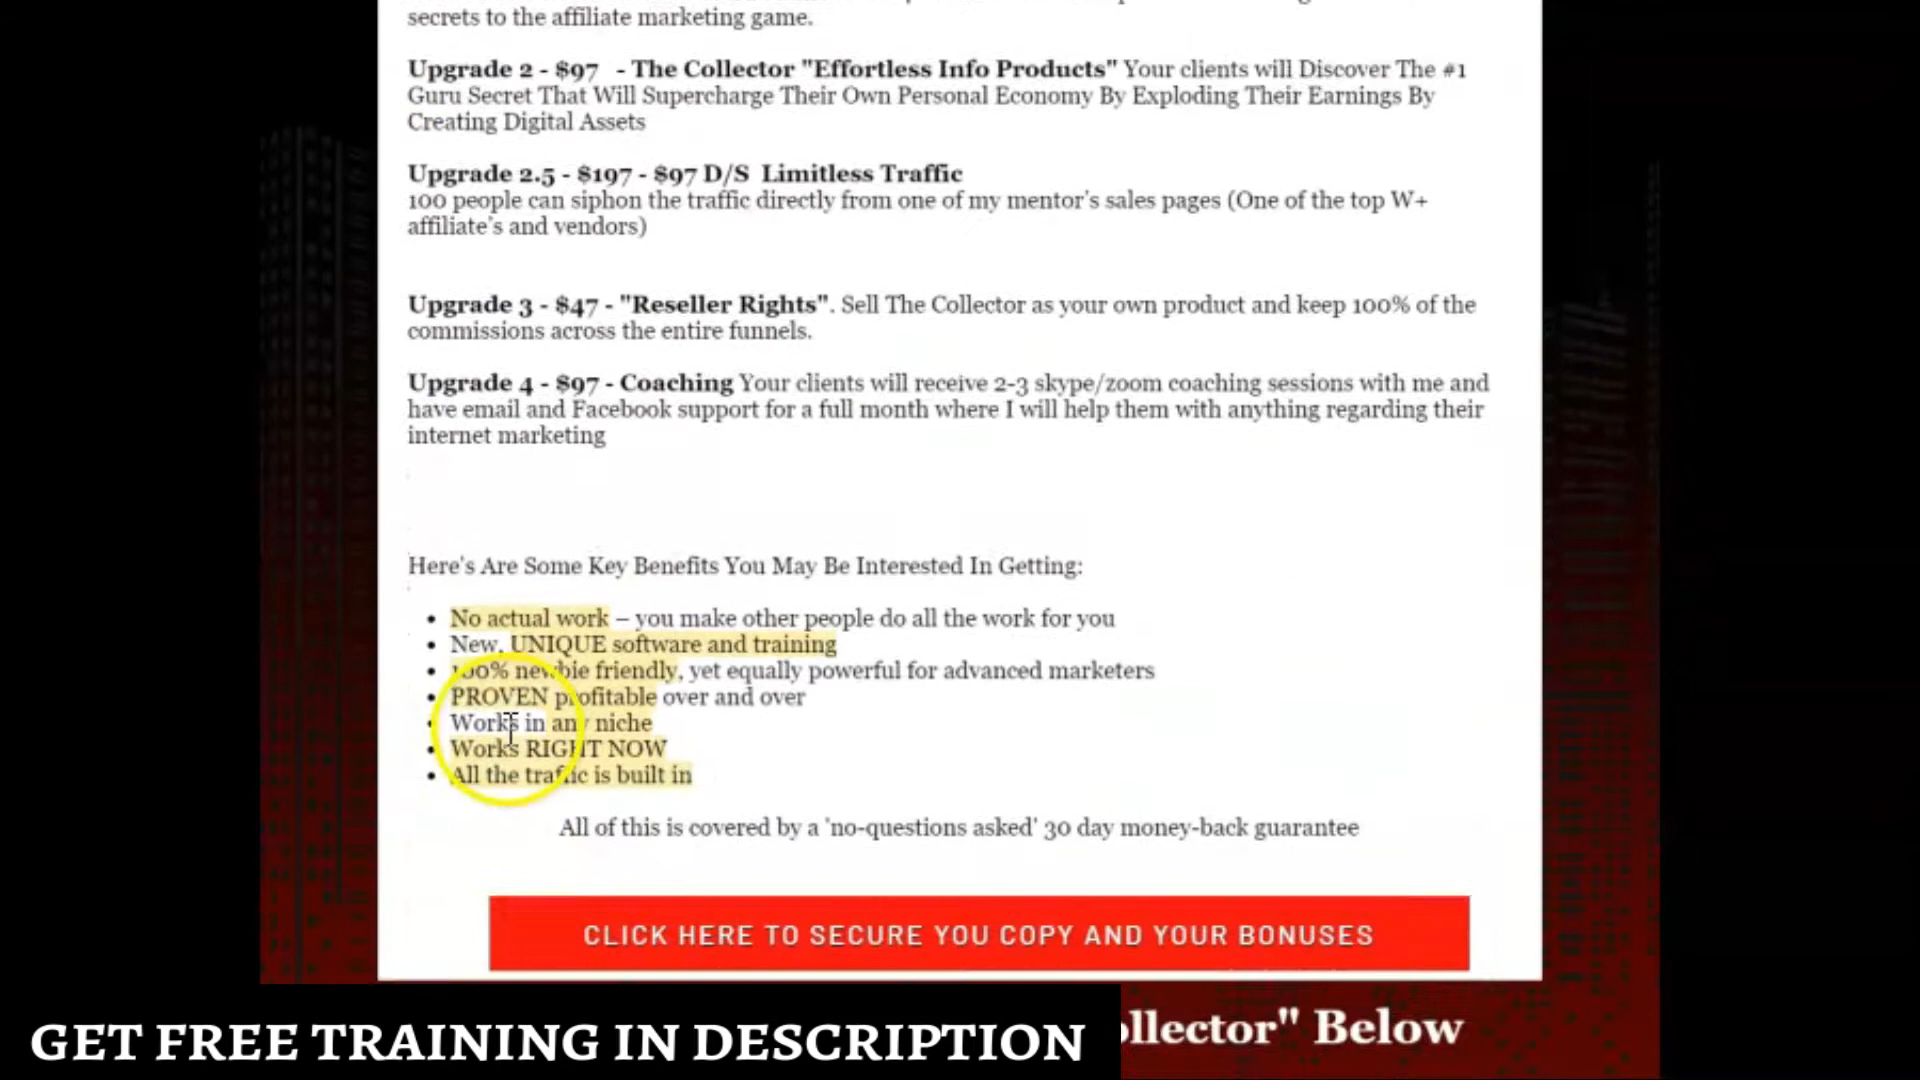 secrets to the affiliate marketing game.
Upgrade 2 - $97 - The Collector "Effortless Info Products" Your clients will Discover The #1
Guru Secret That Will Supercharge Their Own Personal Economy By Exploding Their Earnings By
Creating Digital Assets
Upgrade 2.5 - $197 - $97 D/S Limitless Traffic
100 people can siphon the traffic directly from one of my mentor's sales pages (One of the top W+
affiliate's and vendors)
Upgrade 3 - $47 - "Reseller Rights". Sell The Collector as your own product and keep 100% of the
commissions across the entire funnels.
Upgrade 4 - $97 - Coaching Your clients will receive 2-3 skype/zoom coaching sessions with me and
have email and Facebook support for a full month where I will help them with anything regarding their
internet marketing
Here's Are Some Key Benefits You May Be Interested In Getting:
• No actual work – you make other people do all the work for you
• New, UNIQUE software and training
• 100% newbie friendly, yet equally powerful for advanced marketers
• PROVEN profitable over and over
• Works in any niche
• Works RIGHT NOW
• All the traffic is built in
All of this is covered by a 'no-questions asked' 30 day money-back guarantee
CLICK HERE TO SECURE YOU COPY AND YOUR BONUSES
ollector" Below
GET FREE TRAINING IN DESCRIPTION